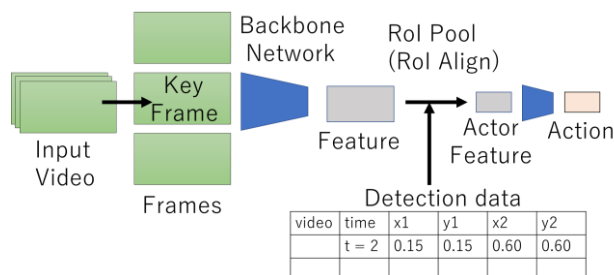 Backbone
Network
RoI Pool
(RoI Align)
Key
Frame
Input
Video
Feature
Actor
Feature
Action
Frames
Detection data
video time x1 y1 x2 y2
t = 2 0.15 0.15 0.60 0.60